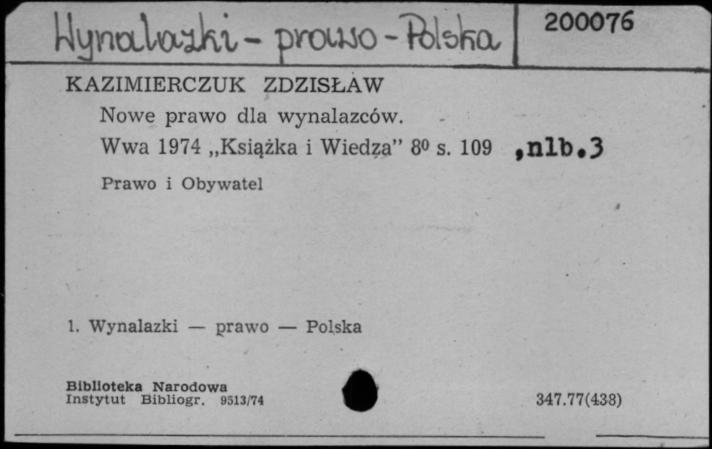 Wynalazki - prawo - Polska 200076
KAZIMIERCZUK ZDZISŁAW
Nowe prawo dla wynalazców.
Wwa 1974 „Książka i Wiedza” 8⁰ s. 109 ,nlb.3
Prawo i Obywatel
1. Wynalazki — prawo — Polska
Biblioteka Narodowa
Instytut Bibliogr. 9513/74 347.77(438)